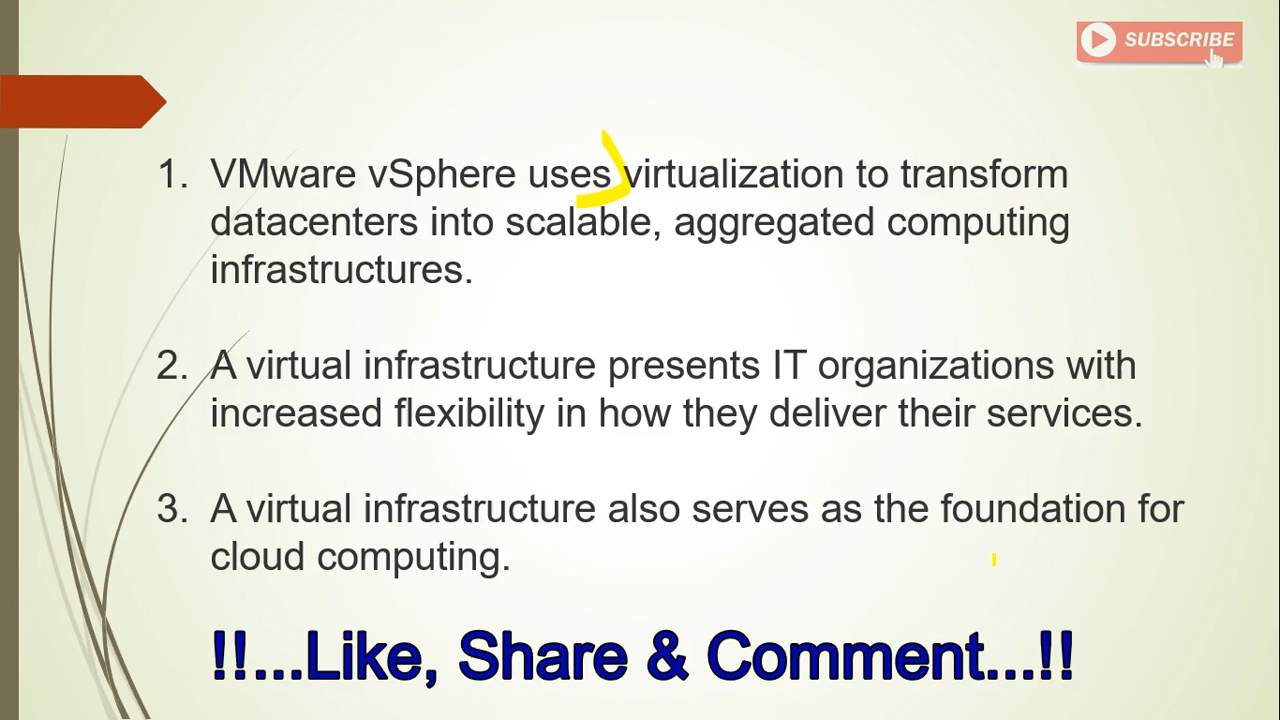 SUBSCRIBE
1. VMware vSphere uses virtualization to transform
datacenters into scalable, aggregated computing
infrastructures.
2. A virtual infrastructure presents IT organizations with
increased flexibility in how they deliver their services.
3. A virtual infrastructure also serves as the foundation for
cloud computing.
!!...Like, Share & Comment...!!